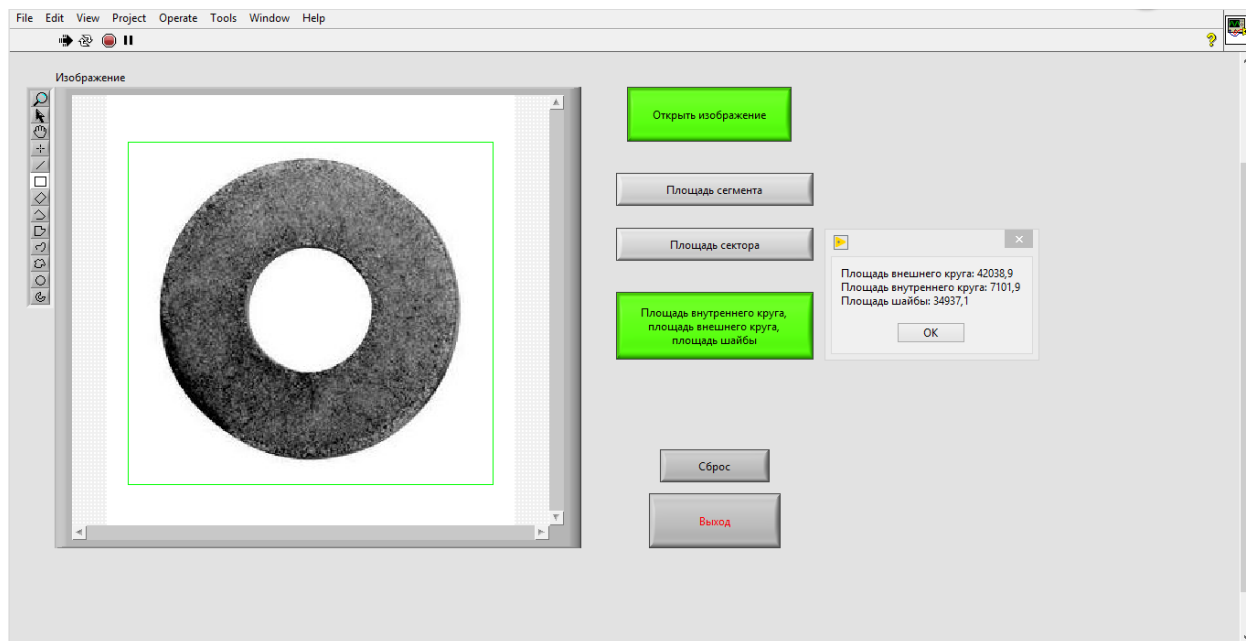 File Edit View Project Operate Tools Window Help
?
Изображение
Открыть изображение
Площадь сегмента
Площадь сектора
Площадь внутреннего круга,
площадь внешнего круга,
площадь шайбы
Площадь внешнего круга: 42038,9
Площадь внутреннего круга: 7101,9
Площадь шайбы: 34937,1
OK
Сброс
Выход